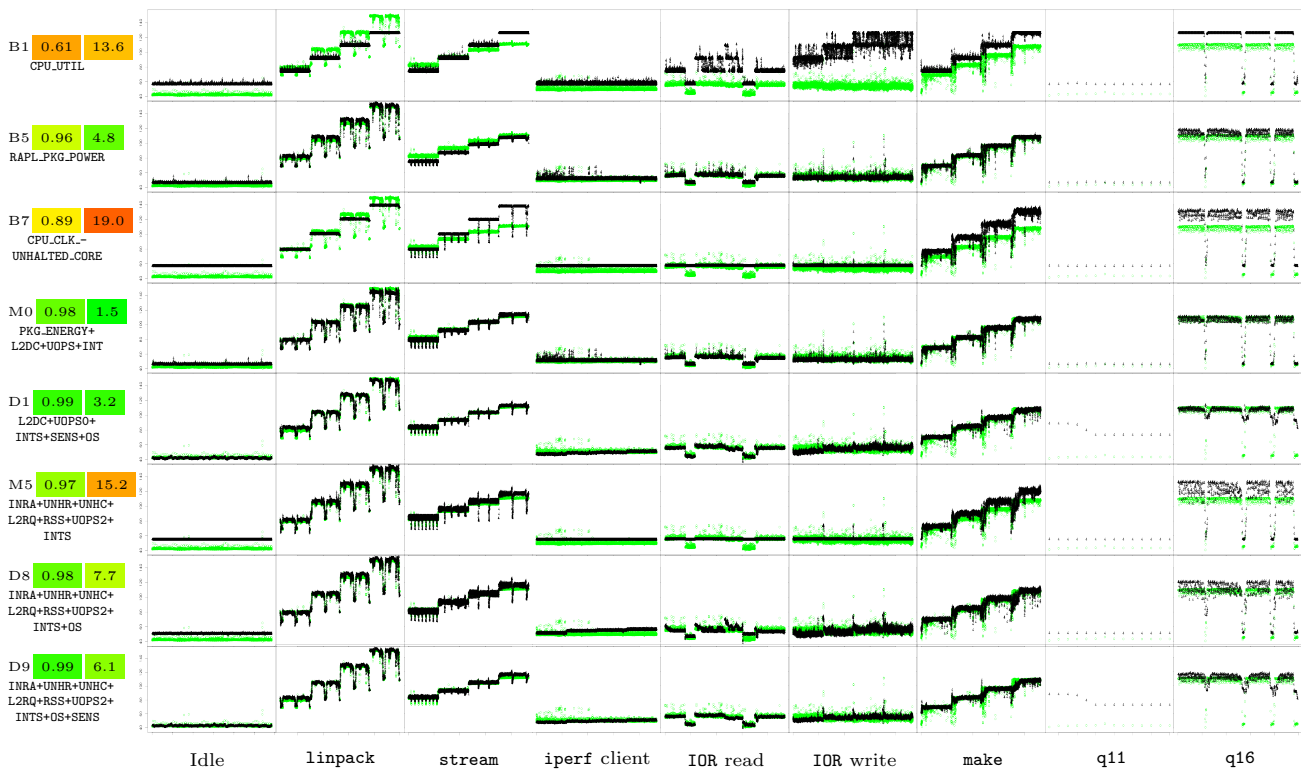 B1 0.61 13.6
CPU_UTIL
B5 0.96 4.8
RAPL_PKG_POWER
B7 0.89 19.0
CPU_CLK_-
UNHALTED_CORE
M0 0.98 1.5
PKG_ENERGY+
L2DC+UOPS+INT
D1 0.99 3.2
L2DC+UOPSO+
INTS+SENS+OS
M5 0.97 15.2
INRA+UNHR+UNHC+
L2RQ+RSS+UOPS2+
INTS
D8 0.98 7.7
INRA+UNHR+UNHC+
L2RQ+RSS+UOPS2+
INTS+OS
D9 0.99 6.1
INRA+UNHR+UNHC+
L2RQ+RSS+UOPS2+
INTS+OS+SENS
Idle linpack stream iperf client IOR read IOR write make q11 q16